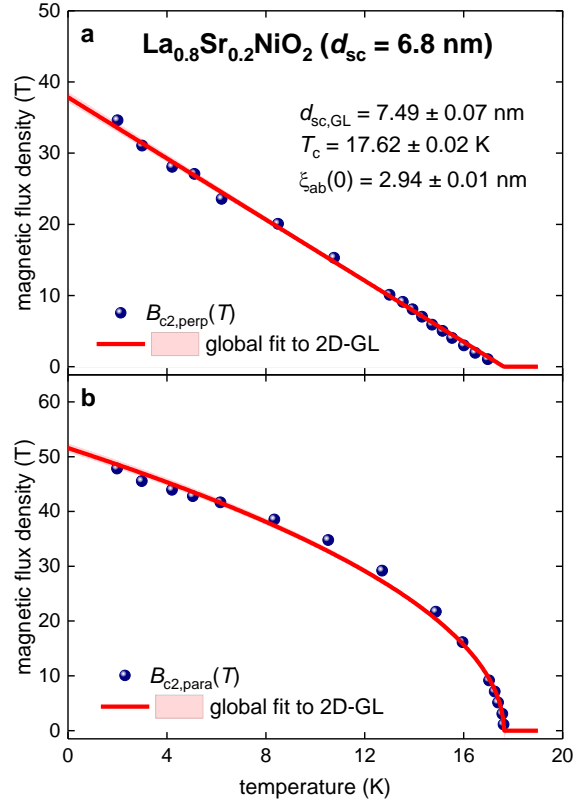 a
La0.8Sr0.2NiO2 (dsc = 6.8 nm)
dsc,GL = 7.49 ± 0.07 nm
Tc = 17.62 ± 0.02 K
ξab(0) = 2.94 ± 0.01 nm
magnetic flux density (T)
50
40
30
20
10
0
Bc2,perp(T)
global fit to 2D-GL
b
magnetic flux density (T)
60
50
40
30
20
10
0
Bc2,para(T)
global fit to 2D-GL
0 4 8 12 16 20
temperature (K)